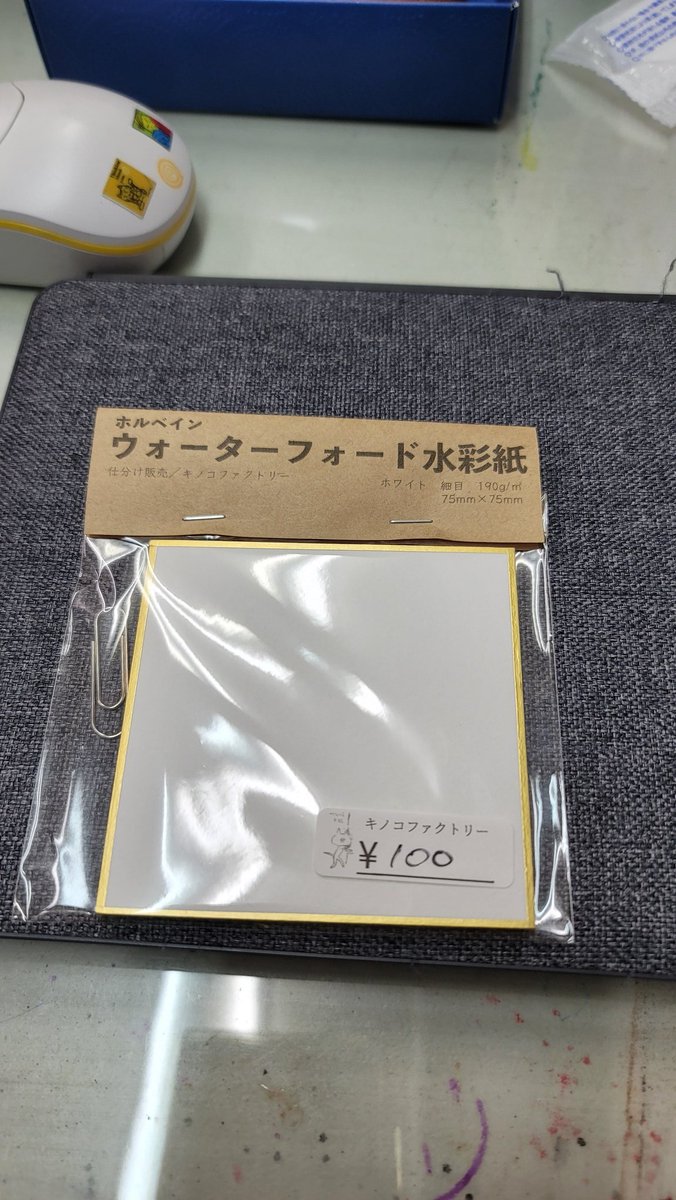 ホルベイン
ウォーターフォード水彩紙
仕分け販売／キノコファクトリー
ホワイト 細目 190g/㎡
75mm×75mm
キノコファクトリー
¥100